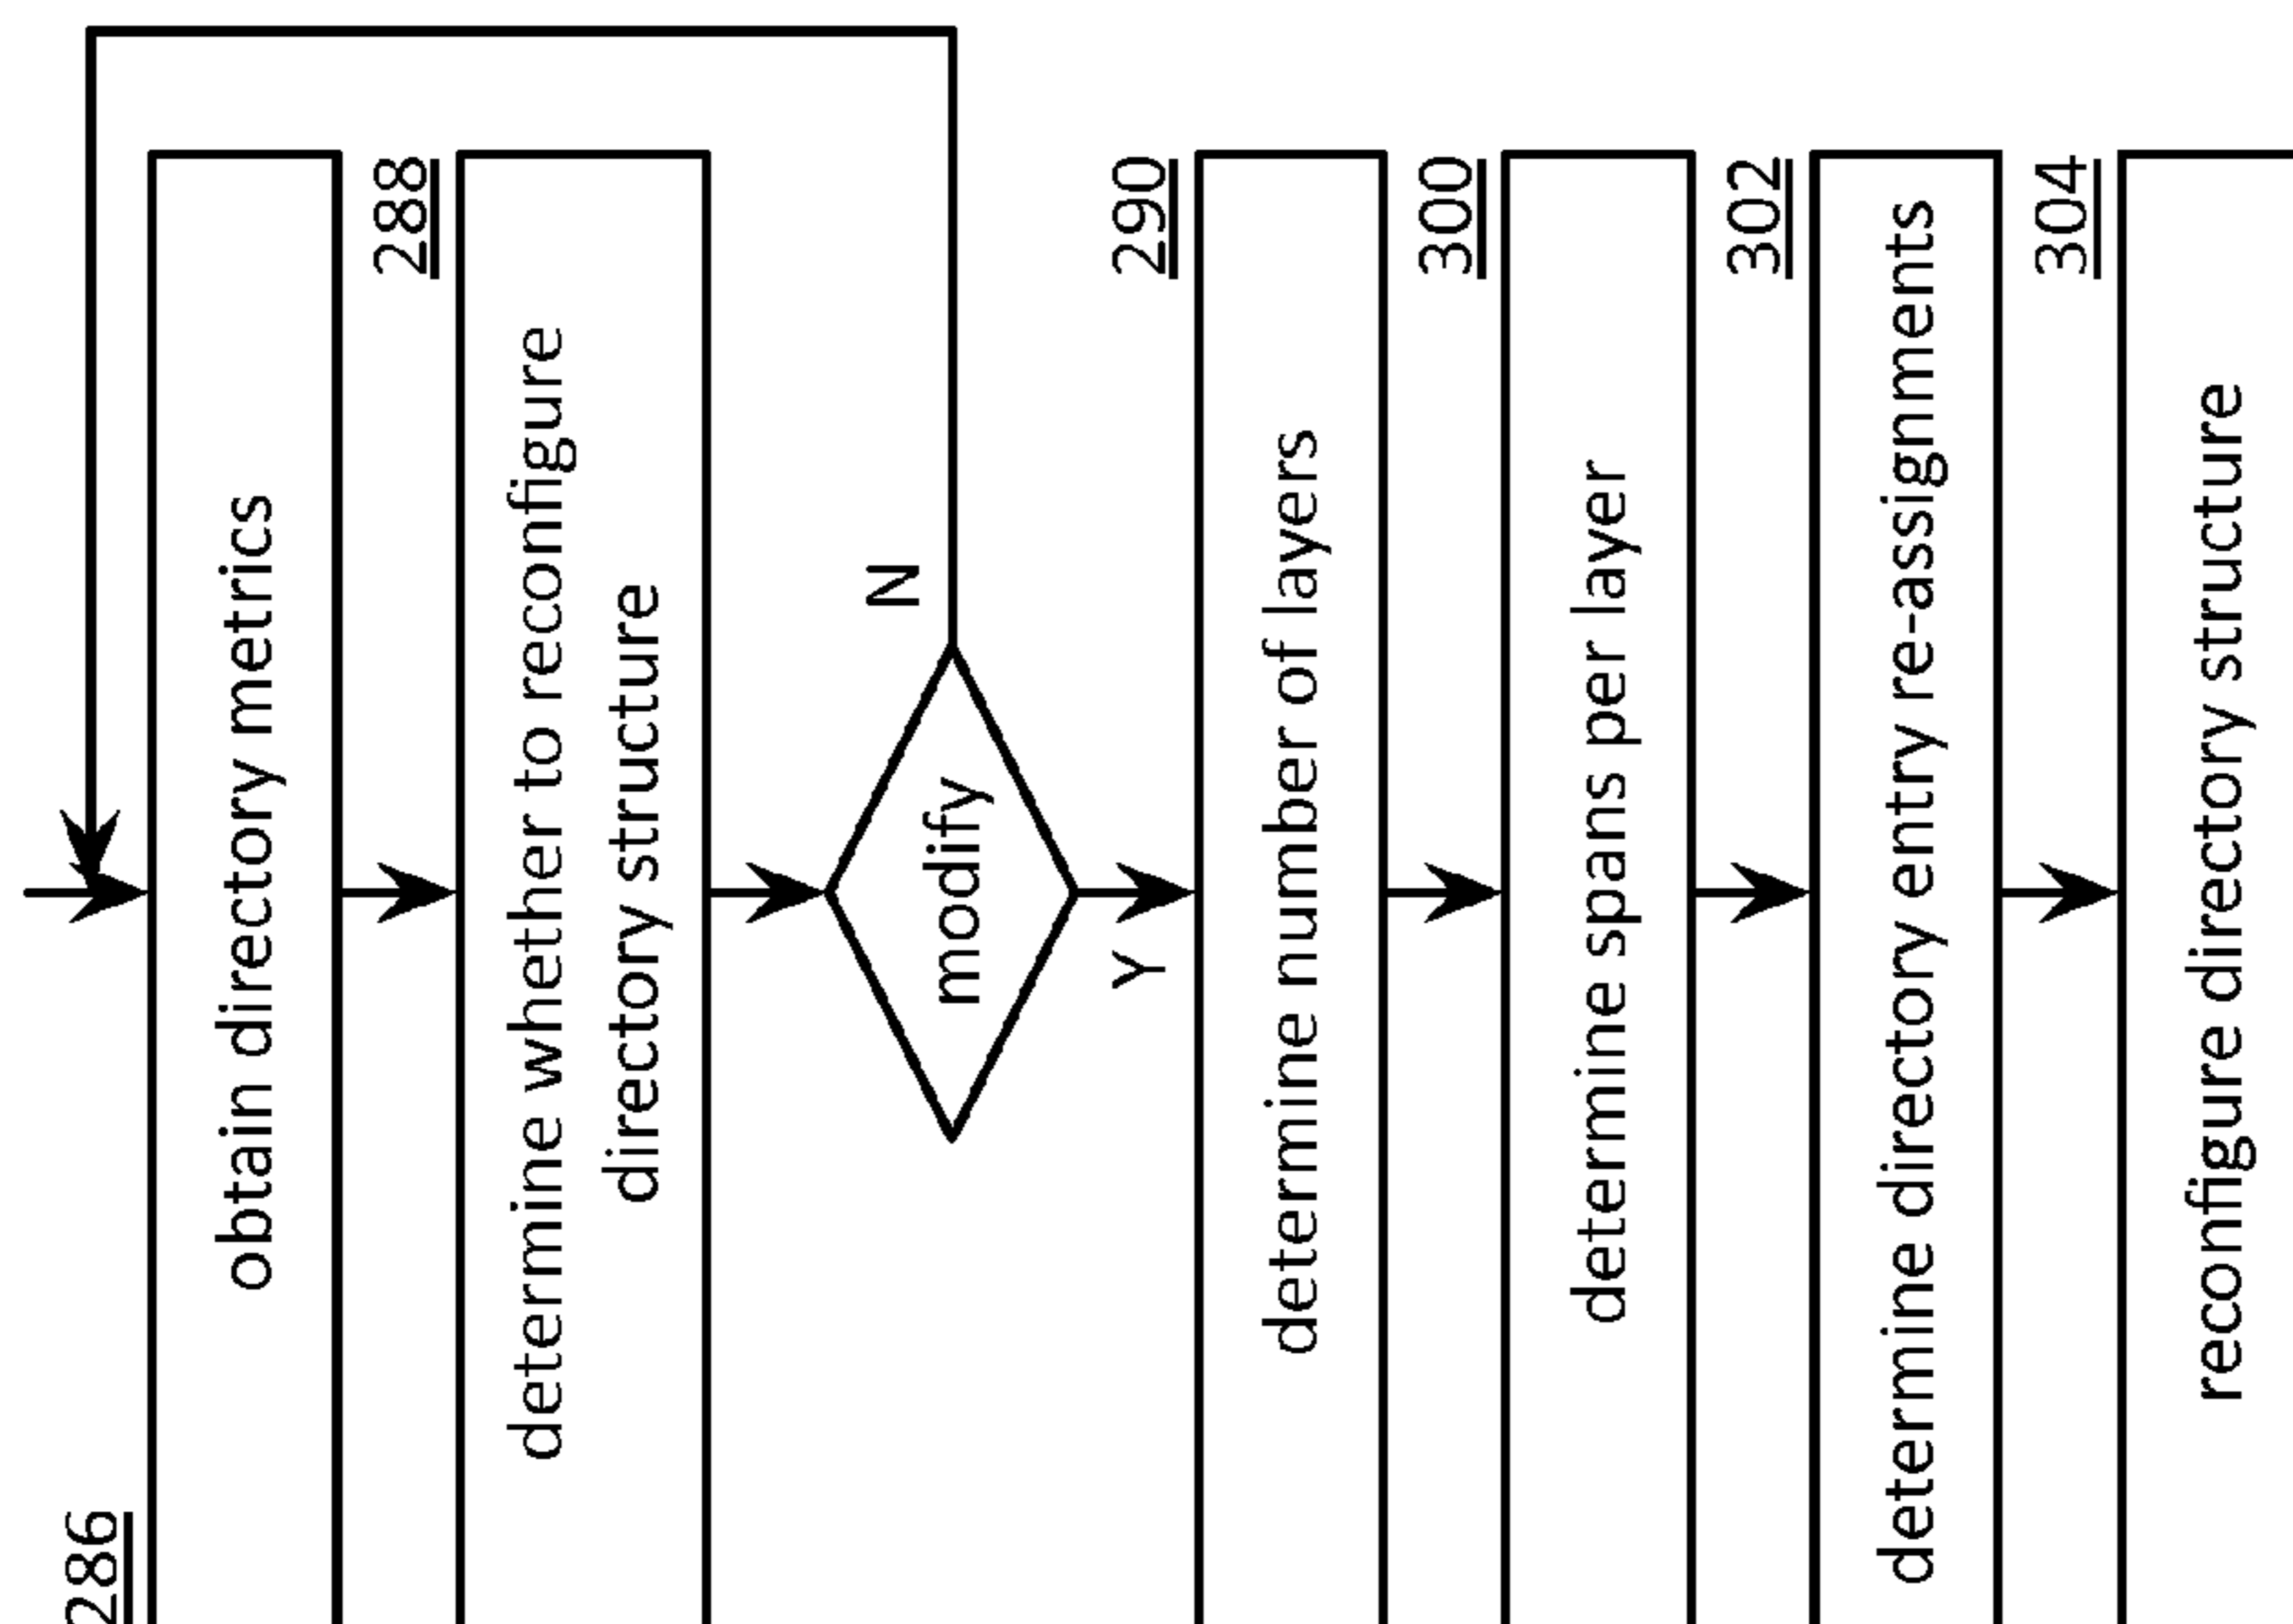 286
obtain directory metrics
288
determine whether to reconfigure
directory structure
modify
N
Y
290
determine number of layers
300
determine spans per layer
302
determine directory entry re-assignments
304
reconfigure directory structure